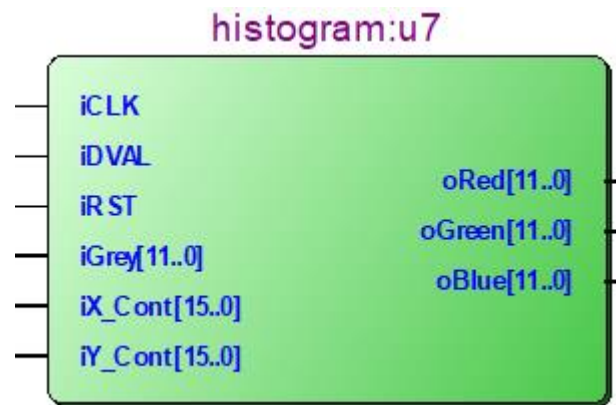 histogram:u7
iCLK
iDVAL
iRST
iGrey[11..0]
iX_Cont[15..0]
iY_Cont[15..0]
oRed[11..0]
oGreen[11..0]
oBlue[11..0]